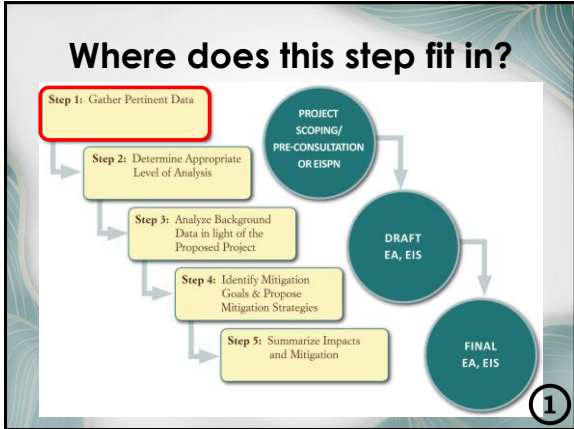 Where does this step fit in?
Step 1: Gather Pertinent Data
PROJECT
SCOPING/
PRE-CONSULTATION
OR EISPN
Step 2: Determine Appropriate
Level of Analysis
Step 3: Analyze Background
Data in light of the
Proposed Project
DRAFT
EA, EIS
Step 4: Identify Mitigation
Goals & Propose
Mitigation Strategies
Step 5: Summarize Impacts
and Mitigation
FINAL
EA, EIS
1